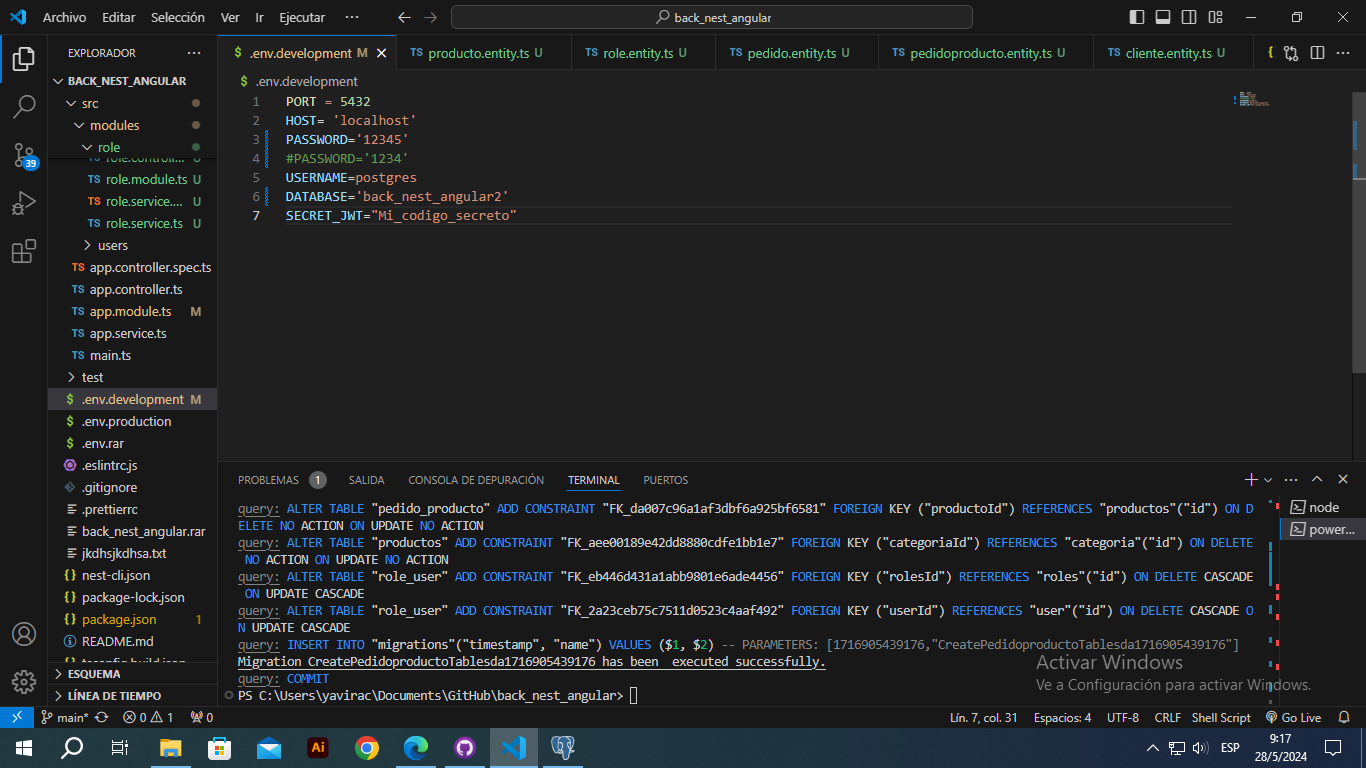 Archivo Editar Selección Ver Ir Ejecutar ··· back_nest_angular
EXPLORADOR ···
BACK_NEST_ANGULAR
src
modules
role
role.controll...
U
TS role.module.ts U
TS role.service.... U
TS role.service.ts U
users
TS app.controller.spec.ts
TS app.controller.ts
TS app.module.ts M
TS app.service.ts
TS main.ts
test
$ .env.development M
$ .env.production
$ .env.rar
.eslintrc.js
.gitignore
.prettierrc
back_nest_angular.rar
jkdhsjkdhsa.txt
{} nest-cli.json
{} package-lock.json
{} package.json 1
README.md
tsconfig.build.json
ESQUEMA
LÍNEA DE TIEMPO
39
$ .env.development M
TS producto.entity.ts U
TS role.entity.ts U
TS pedido.entity.ts U
TS pedidoproducto.entity.ts U
TS cliente.entity.ts U
$ .env.development
1 PORT = 5432
2 HOST= 'localhost'
3 PASSWORD='12345'
4 #PASSWORD='1234'
5 USERNAME=postgres
6 DATABASE='back_nest_angular2'
7 SECRET_JWT="Mi_codigo_secreto"
PROBLEMAS 1 SALIDA CONSOLA DE DEPURACIÓN TERMINAL PUERTOS
query: ALTER TABLE "pedido_producto" ADD CONSTRAINT "FK_da007c96a1af3dbf6a925bf6581" FOREIGN KEY ("productoId") REFERENCES "productos"("id") ON D
ELETE NO ACTION ON UPDATE NO ACTION
query: ALTER TABLE "productos" ADD CONSTRAINT "FK_aee00189e42dd8880cdfe1bb1e7" FOREIGN KEY ("categoriaId") REFERENCES "categoria"("id") ON DELETE
NO ACTION ON UPDATE NO ACTION
query: ALTER TABLE "role_user" ADD CONSTRAINT "FK_eb446d431a1abb9801e6ade4456" FOREIGN KEY ("rolesId") REFERENCES "roles"("id") ON DELETE CASCADE
ON UPDATE CASCADE
query: ALTER TABLE "role_user" ADD CONSTRAINT "FK_2a23ceb75c7511d0523c4aaf492" FOREIGN KEY ("userId") REFERENCES "user"("id") ON DELETE CASCADE O
N UPDATE CASCADE
query: INSERT INTO "migrations"("timestamp", "name") VALUES ($1, $2) -- PARAMETERS: [1716905439176,"CreatePedidoproductoTablesda1716905439176"]
Migration CreatePedidoproductoTablesda1716905439176 has been  executed successfully.
query: COMMIT
PS C:\Users\yavirac\Documents\GitHub\back_nest_angular>
node
power...
Activar Windows
Ve a Configuración para activar Windows.
main* 0 1 0
Lín. 7, col. 31 Espacios: 4 UTF-8 CRLF Shell Script Go Live
Ai
ESP
9:17
28/5/2024